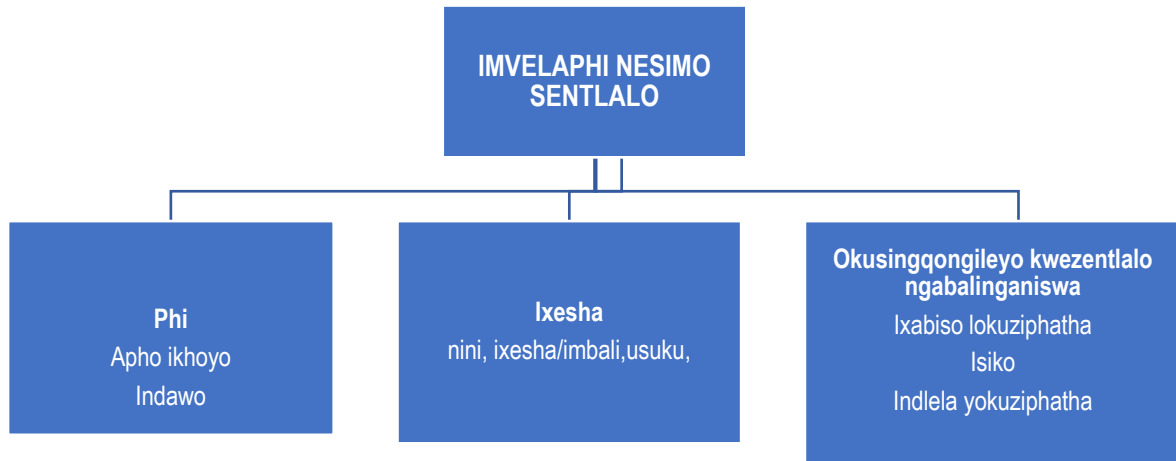 IMVELAPHI NESIMO
SENTLALO
Phi
Apho ikhoyo
Indawo
Ixesha
nini, ixesha/imbali,usuku,
Okusingqongileyo kwezentlalo
ngabalinganiswa
Ixabiso lokuziphatha
Isiko
Indlela yokuziphatha